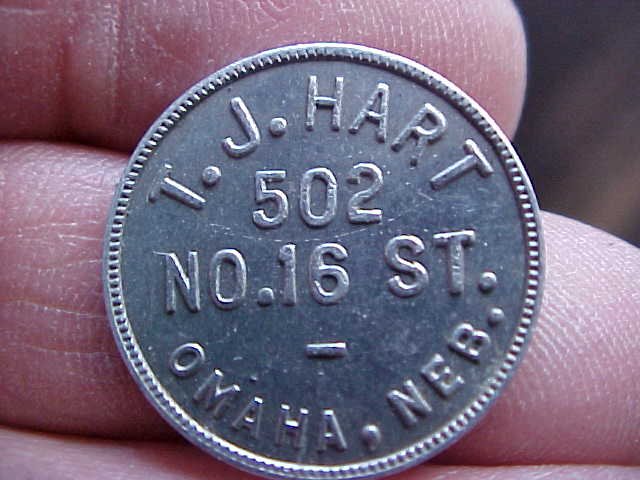 T. J. HART
502
NO. 16 ST.
–
OMAHA, NEB.